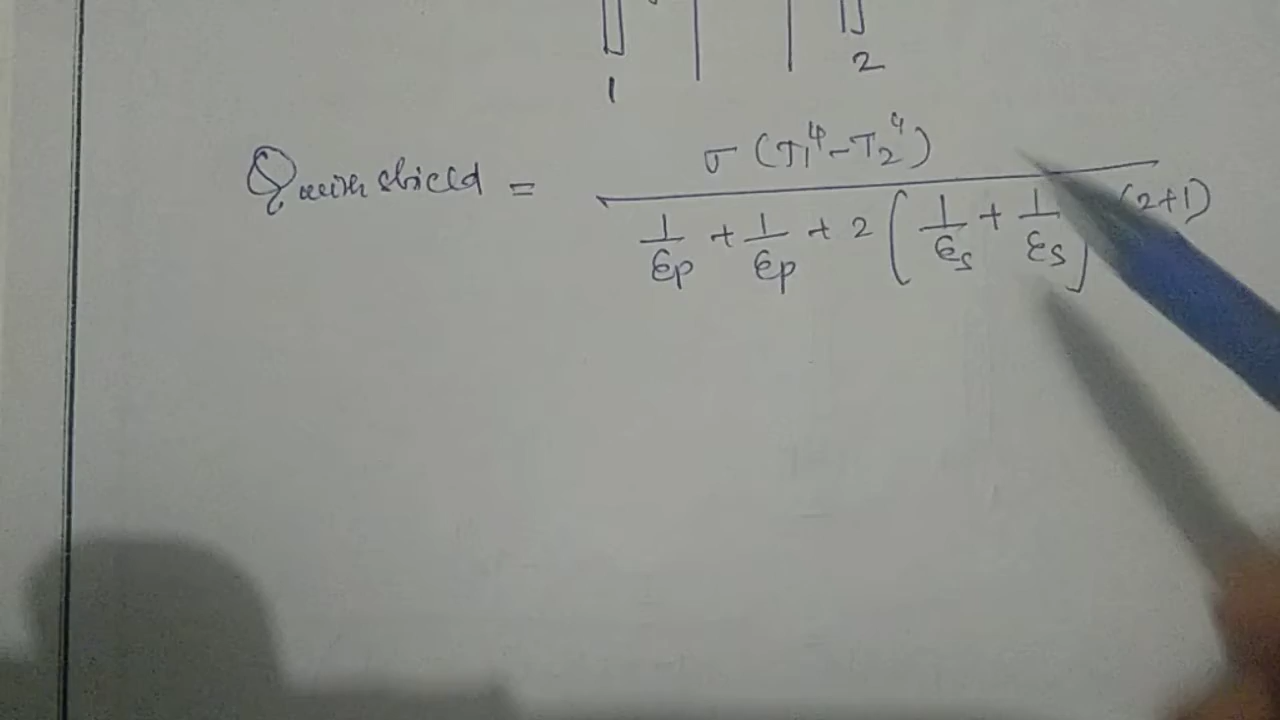 1 2
Q with shield = σ (T₁⁴ - T₂⁴)
1/εp + 1/εp + 2 ( 1/εs + 1/εs ) (2+1)